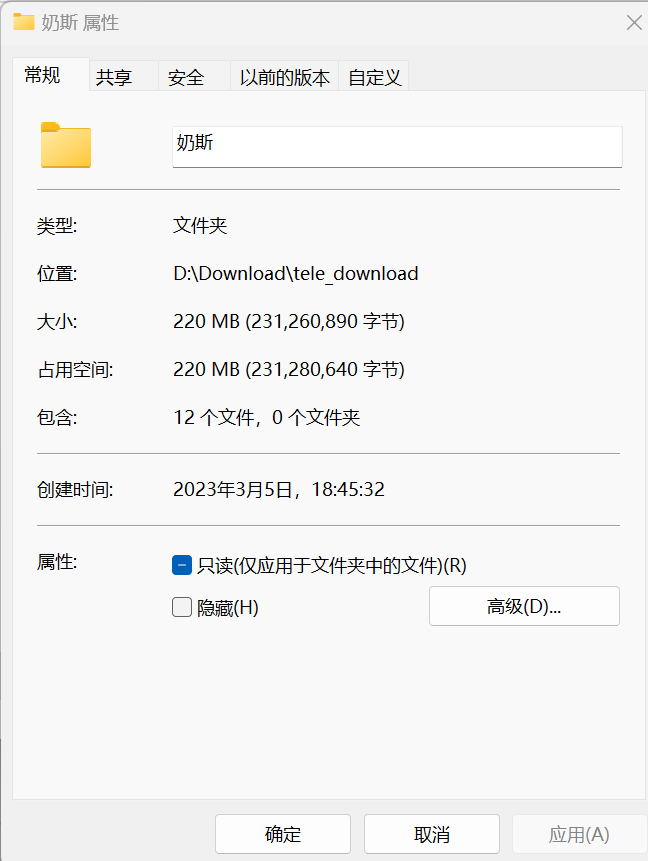 奶斯 属性
常规 共享 安全 以前的版本 自定义
奶斯
类型: 文件夹
位置: D:\Download\tele_download
大小: 220 MB (231,260,890 字节)
占用空间: 220 MB (231,280,640 字节)
包含: 12 个文件，0 个文件夹
创建时间: 2023年3月5日，18:45:32
属性: 只读(仅应用于文件夹中的文件)(R)
隐藏(H) 高级(D)...
确定 取消 应用(A)